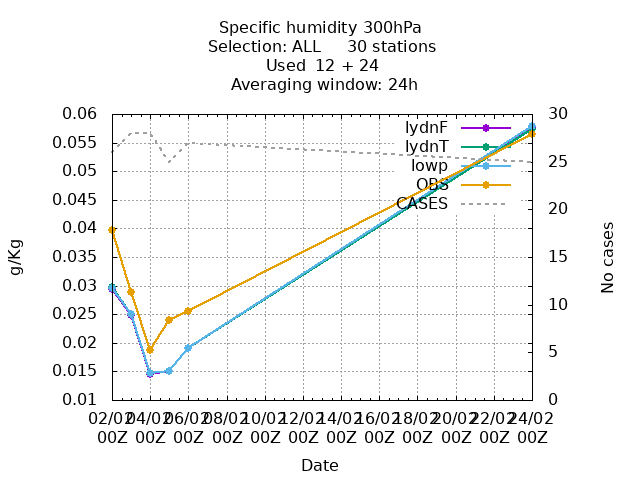 Specific humidity 300hPa
Selection: ALL 30 stations
Used 12 + 24
Averaging window: 24h
0.06
0.055
0.05
0.045
0.04
0.035
0.03
0.025
0.02
0.015
0.01
g/Kg
lydnF
lydnT
lowp
OBS
CASES
30
25
20
15
10
5
0
No cases
02/02 04/02 06/02 08/02 10/02 12/02 14/02 16/02 18/02 20/02 22/02 24/02
00Z 00Z 00Z 00Z 00Z 00Z 00Z 00Z 00Z 00Z 00Z 00Z
Date